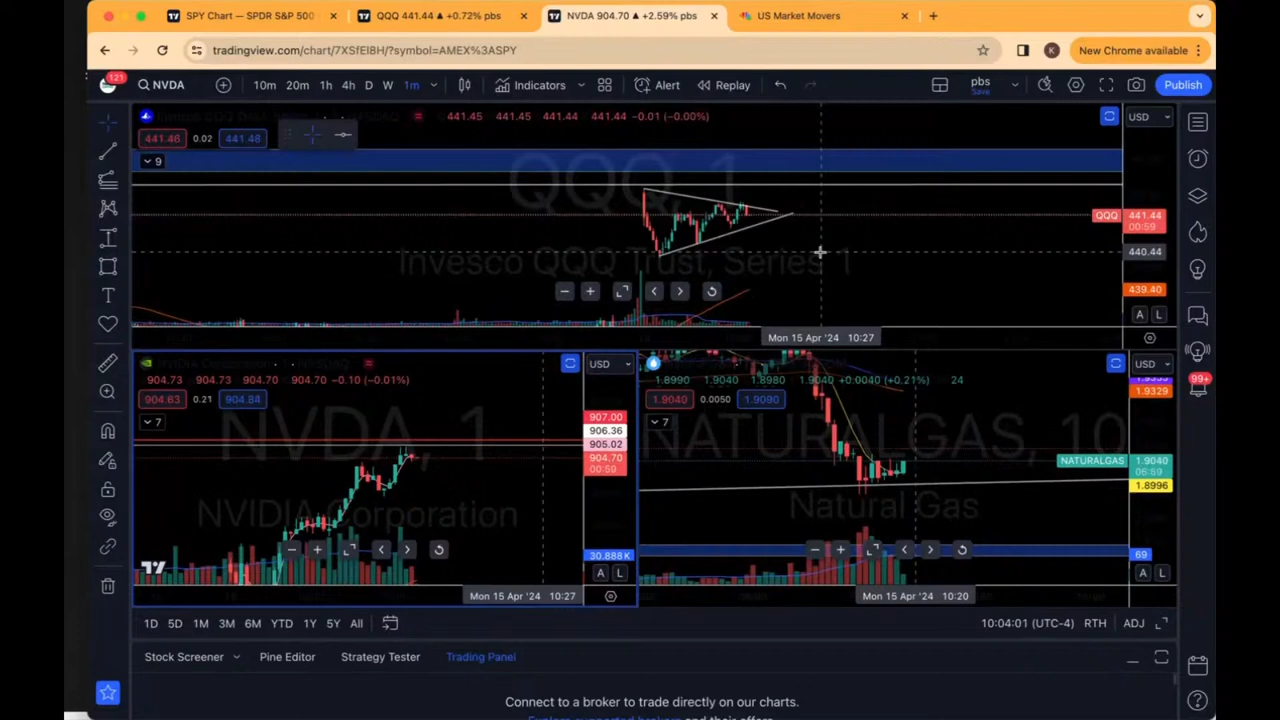 SPY Chart — SPDR S&P 500
QQQ 441.44 ▲ +0.72% pbs
NVDA 904.70 ▲ +2.59% pbs
US Market Movers
tradingview.com/chart/7XSfEIBH/?symbol=AMEX%3ASPY
K
New Chrome available
121
NVDA
10m 20m 1h 4h D W 1m
Indicators
Alert
Replay
pbs
Save
Publish
441.45 441.45 441.44 441.44 −0.01 (−0.00%)
USD
441.46 0.02 441.48
9
QQQ, 1
Invesco QQQ Trust, Series 1
QQQ 441.44
00:59
440.44
439.40
A L
Mon 15 Apr '24 10:27
904.73 904.73 904.70 904.70 −0.10 (−0.01%)
USD
904.63 0.21 904.84
7
NVDA, 1
NVIDIA Corporation
907.00
906.36
905.02
904.70
00:59
30.888K
A L
Mon 15 Apr '24 10:27
1.8990 1.9040 1.8980 1.9040 +0.0040 (+0.21%) 24
USD
1.9040 0.0050 1.9090
7
NATURALGAS, 10
Natural Gas
1.9329
NATURALGAS 1.9040
06:59
1.8996
69
A L
Mon 15 Apr '24 10:20
99+
1D 5D 1M 3M 6M YTD 1Y 5Y All
10:04:01 (UTC-4) RTH ADJ
Stock Screener
Pine Editor
Strategy Tester
Trading Panel
Connect to a broker to trade directly on our charts.